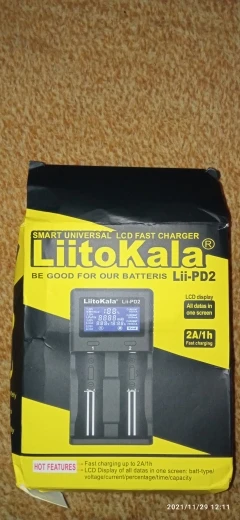 SMART UNIVERSAL LCD FAST CHARGER
LiitoKala®
BE GOOD FOR OUR BATTERIS Lii-PD2
LCD display
All datas in
one screen
2A/1h
Fast charging
LiitoKala® Lii-PD2
1 2
HOT FEATURES
- Fast charging up to 2A/1h
- LCD Display of all datas in one screen: batt-type/
voltage/current/percentage/time/capacity.
2021/11/29 12:11